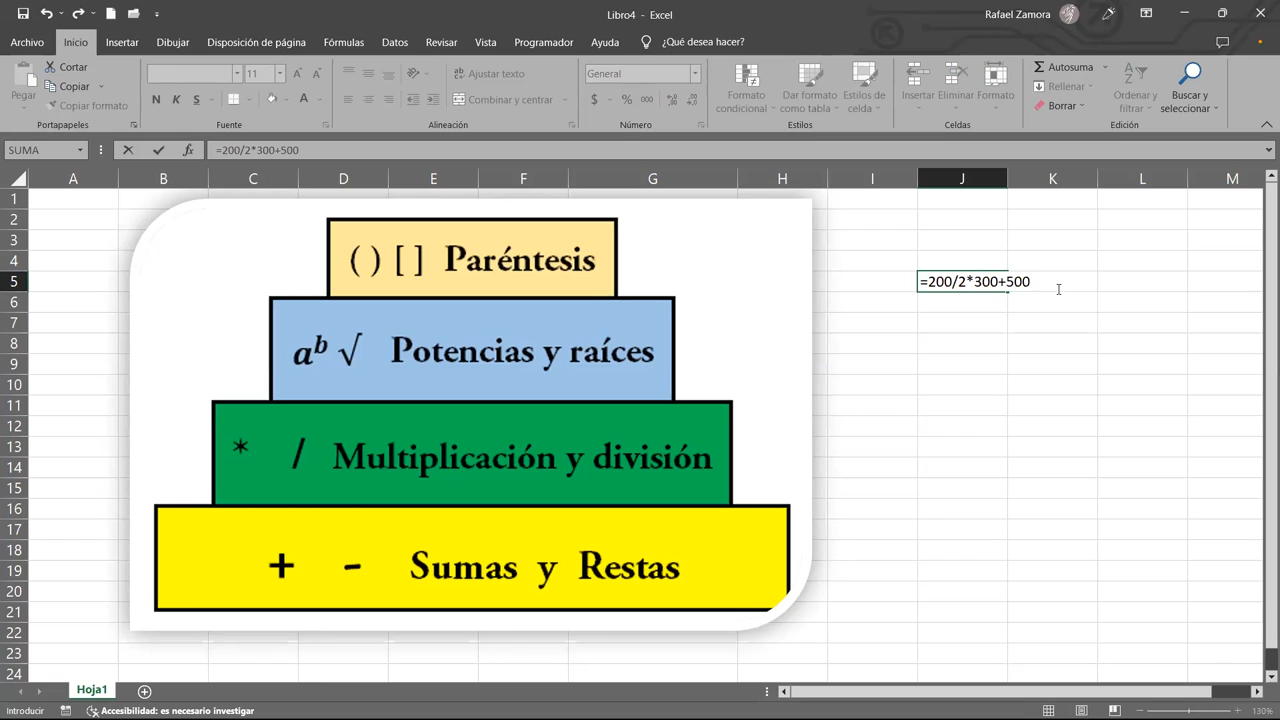 Libro4 - Excel
Rafael Zamora
Archivo Inicio Insertar Dibujar Disposición de página Fórmulas Datos Revisar Vista Programador Ayuda ¿Qué desea hacer?
Pegar
Cortar
Copiar
Copiar formato
Portapapeles
11
N K S
A A
A
Fuente
ab Ajustar texto
Combinar y centrar
Alineación
General
$ % 000
Número
Formato condicional
Dar formato como tabla
Estilos de celda
Estilos
Insertar Eliminar Formato
Celdas
Autosuma
Rellenar
Borrar
Ordenar y filtrar
Buscar y seleccionar
Edición
SUMA
fx
=200/2*300+500
A B C D E F G H I J K L M
1
2
3
4
5
6
7
8
9
10
11
12
13
14
15
16
17
18
19
20
21
22
23
24
( ) [ ] Paréntesis
a^b √ Potencias y raíces
* / Multiplicación y división
+ - Sumas y Restas
=200/2*300+500
Hoja1
Introducir
Accesibilidad: es necesario investigar
130%